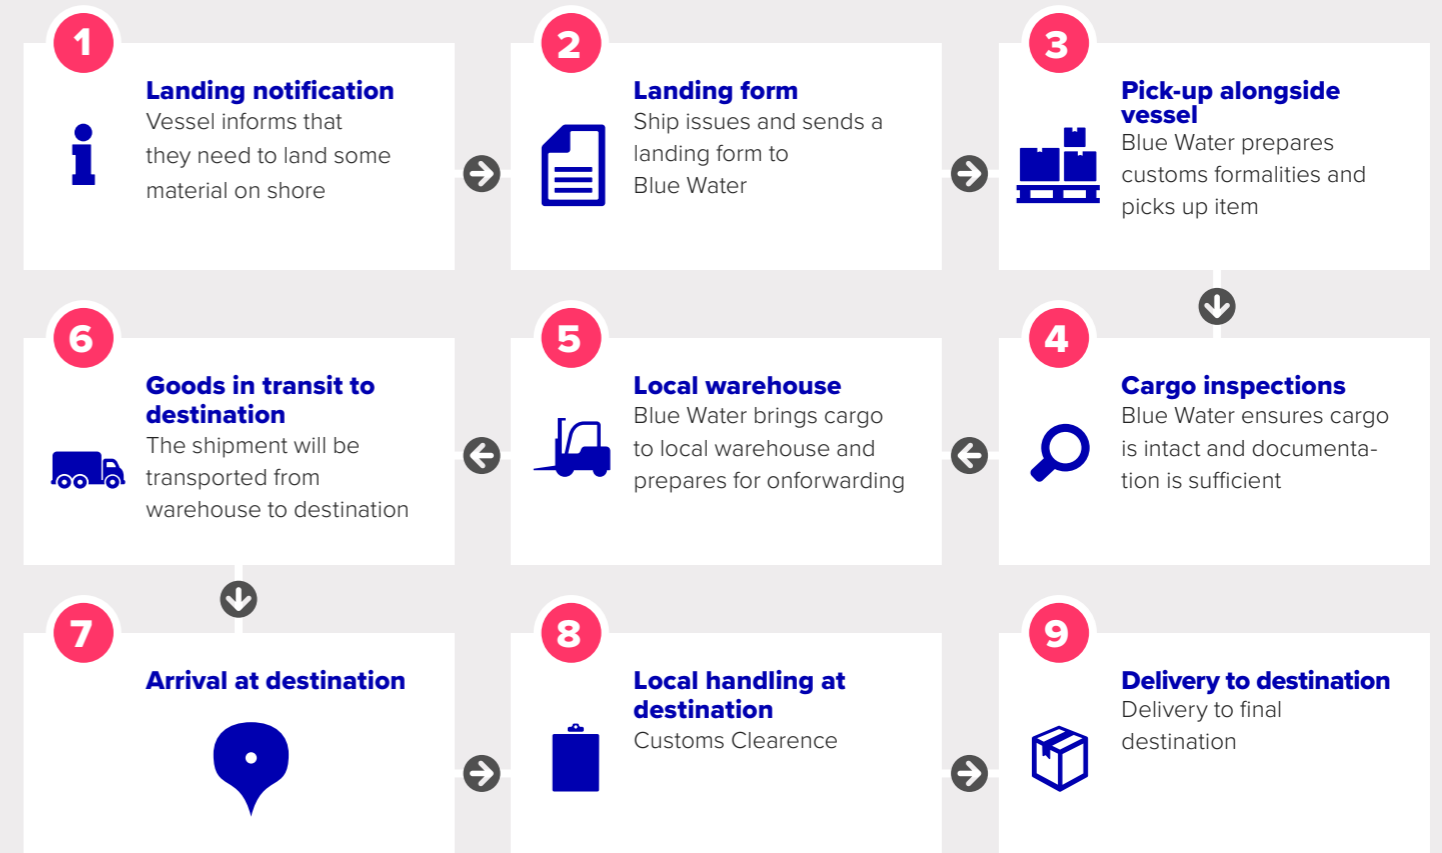 1
Landing notification
Vessel informs that
they need to land some
material on shore
2
Landing form
Ship issues and sends a
landing form to
Blue Water
3
Pick-up alongside
vessel
Blue Water prepares
customs formalities and
picks up item
4
Cargo inspections
Blue Water ensures cargo
is intact and documenta-
tion is sufficient
5
Local warehouse
Blue Water brings cargo
to local warehouse and
prepares for onforwarding
6
Goods in transit to
destination
The shipment will be
transported from
warehouse to destination
7
Arrival at destination
8
Local handling at
destination
Customs Clearence
9
Delivery to destination
Delivery to final
destination